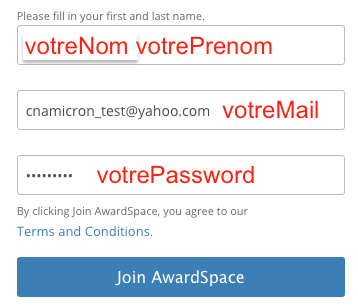 Please fill in your first and last name.
votreNom votrePrenom
cnamicron_test@yahoo.com votreMail
••••••••• votrePassword
By clicking Join AwardSpace, you agree to our
Terms and Conditions.
Join AwardSpace